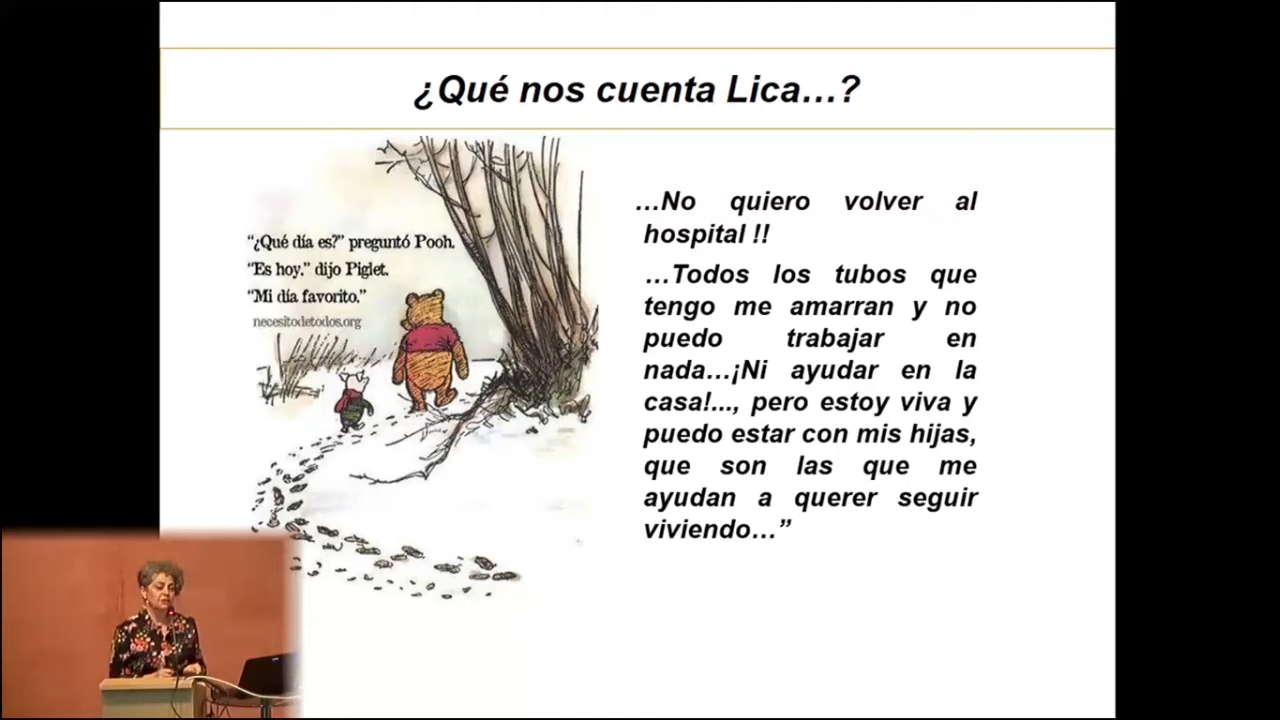 ¿Qué nos cuenta Lica…?
“¿Qué día es?” preguntó Pooh.
“Es hoy.” dijo Piglet.
“Mi día favorito.”
necesitodetodos.org
…No quiero volver al
hospital !!
…Todos los tubos que
tengo me amarran y no
puedo trabajar en
nada…¡Ni ayudar en la
casa!..., pero estoy viva y
puedo estar con mis hijas,
que son las que me
ayudan a querer seguir
viviendo…”